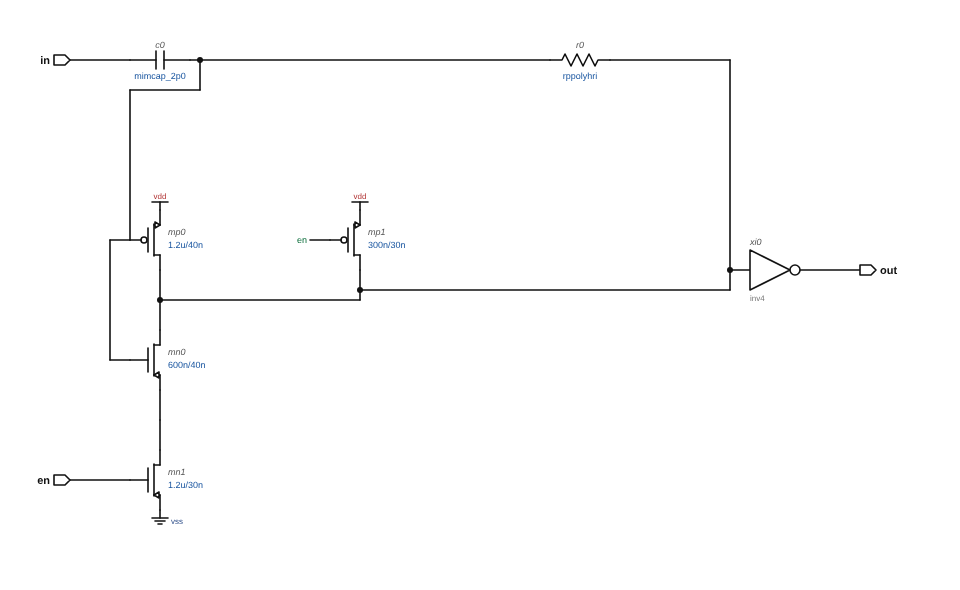 c0
r0
in
mimcap_2p0
rppolyhri
vdd
vdd
mp0
1.2u/40n
en
mp1
300n/30n
xi0
out
inv4
mn0
600n/40n
en
mn1
1.2u/30n
vss